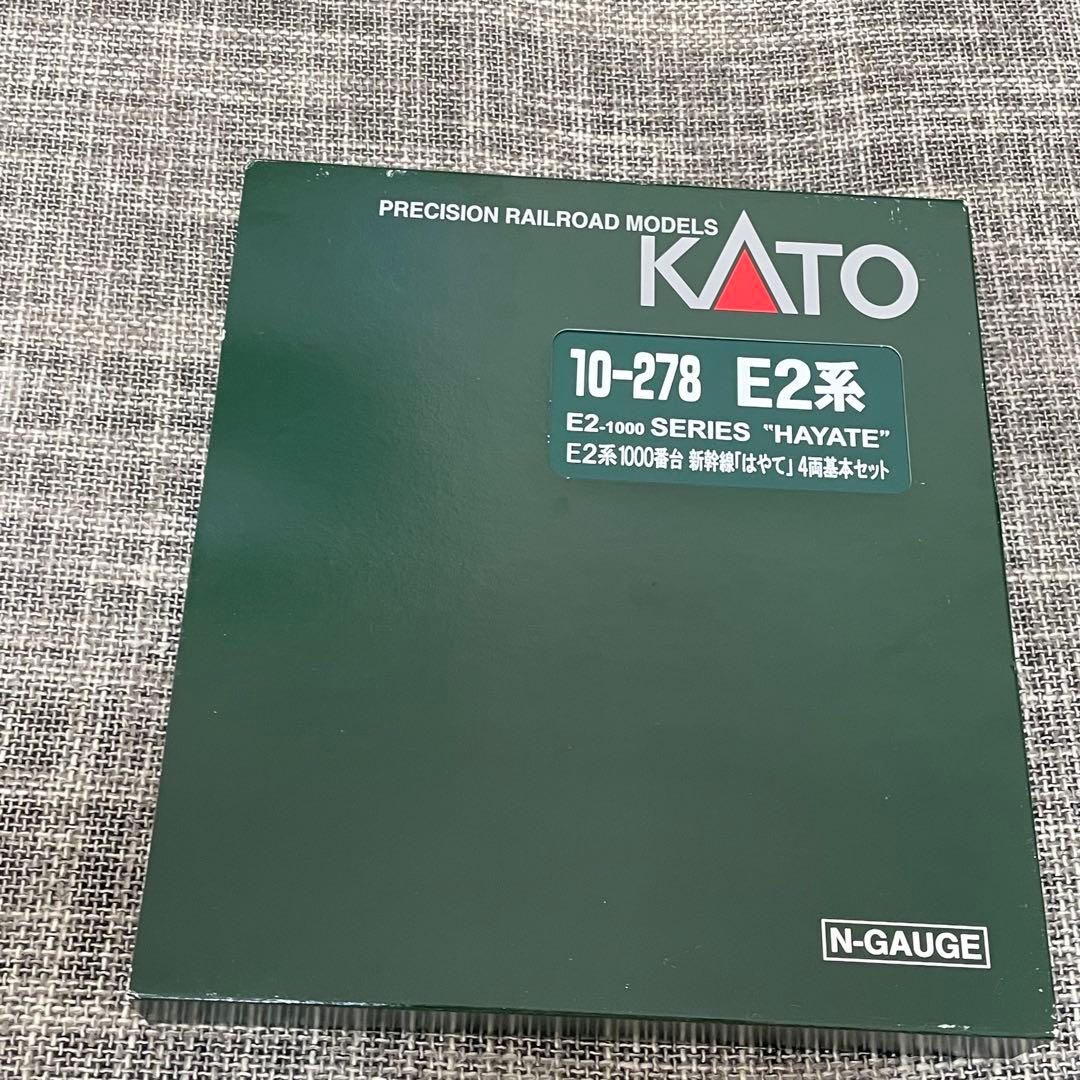 PRECISION RAILROAD MODELS
KATO
10-278 E2系
E2-1000 SERIES "HAYATE"
E2系1000番台 新幹線「はやて」4両基本セット
N-GAUGE